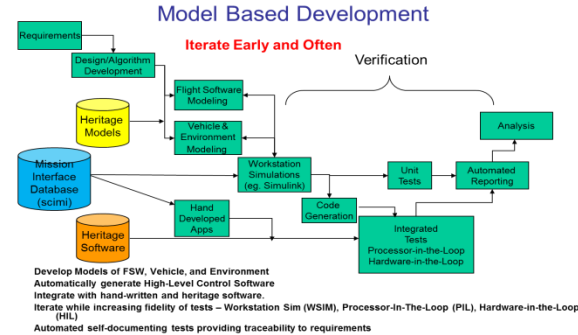 Model Based Development
Requirements
Iterate Early and Often
Design/Algorithm
Development
Verification
Flight Software
Modeling
Heritage
Models
Vehicle &
Environment
Modeling
Analysis
Mission
Interface
Database
(scimi)
Workstation
Simulations
(eg. Simulink)
Unit
Tests
Automated
Reporting
Code
Generation
Hand
Developed
Apps
Integrated
Tests
Processor-in-the-Loop
Hardware-in-the-Loop
Heritage
Software
Develop Models of FSW, Vehicle, and Environment
Automatically generate High-Level Control Software
Integrate with hand-written and heritage software.
Iterate while increasing fidelity of tests – Workstation Sim (WSIM), Processor-In-The-Loop (PIL), Hardware-in-the-Loop
(HIL)
Automated self-documenting tests providing traceability to requirements